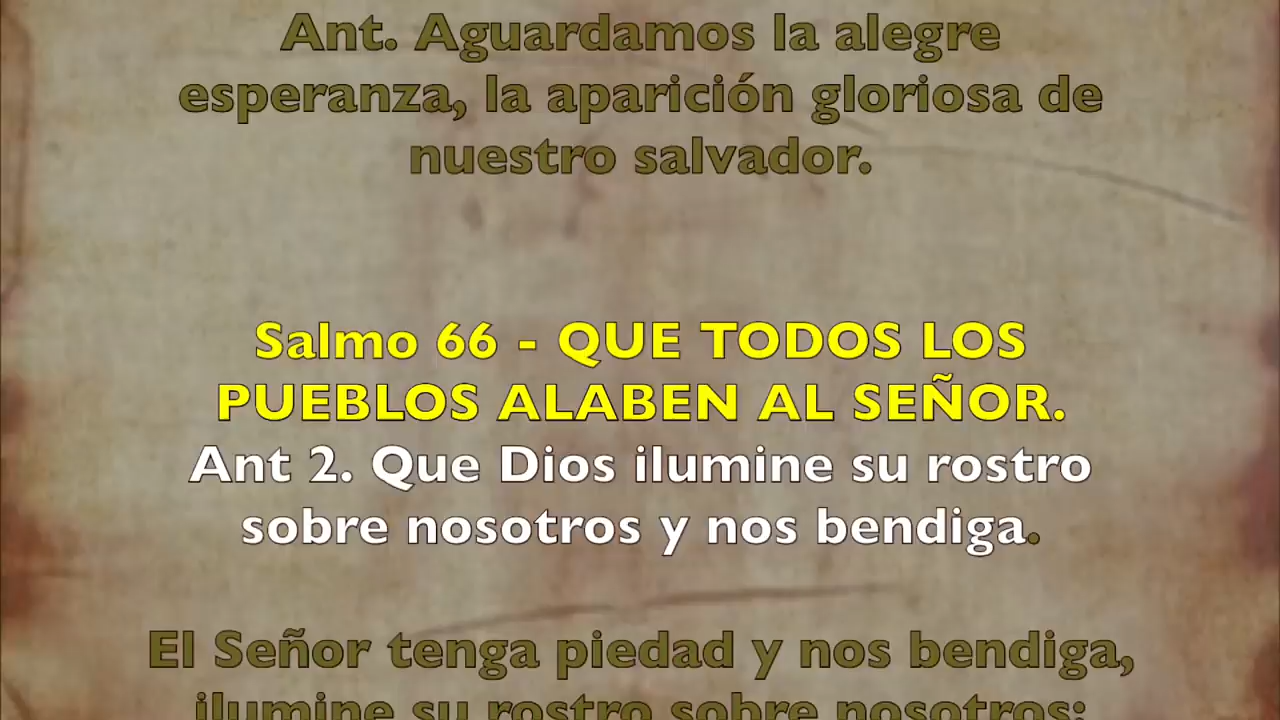 Ant. Aguardamos la alegre
esperanza, la aparición gloriosa de
nuestro salvador.
Salmo 66 - QUE TODOS LOS
PUEBLOS ALABEN AL SEÑOR.
Ant 2. Que Dios ilumine su rostro
sobre nosotros y nos bendiga.
El Señor tenga piedad y nos bendiga,
ilumine su rostro sobre nosotros: